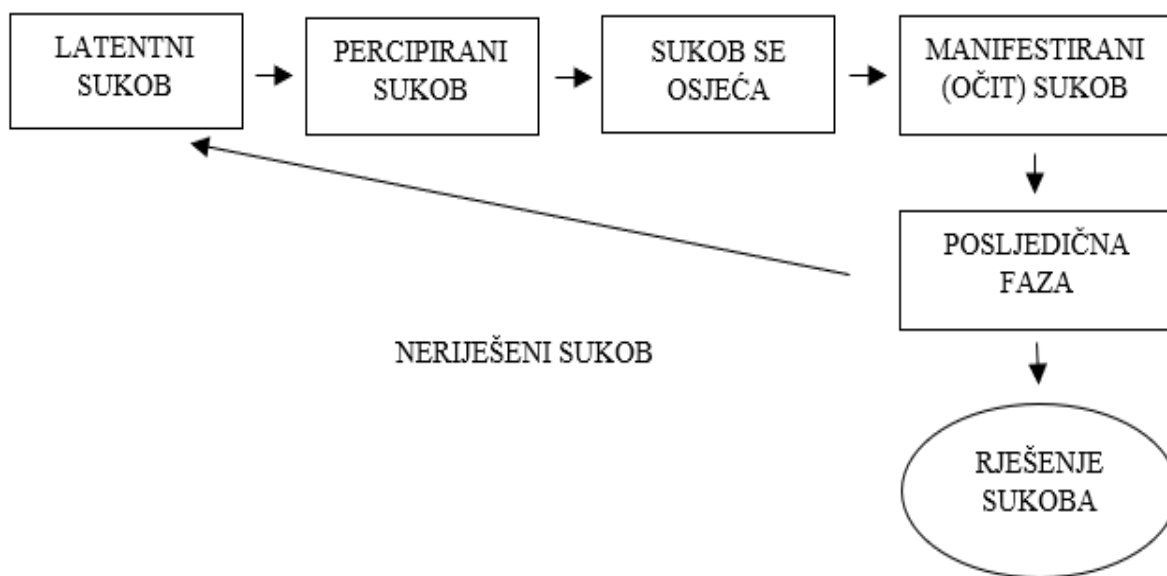 LATENTNI
SUKOB
PERCIPIRANI
SUKOB
SUKOB SE
OSJEĆA
MANIFESTIRANI
(OČIT) SUKOB
POSLJEDIČNA
FAZA
NERIJEŠENI SUKOB
RJEŠENJE
SUKOBA